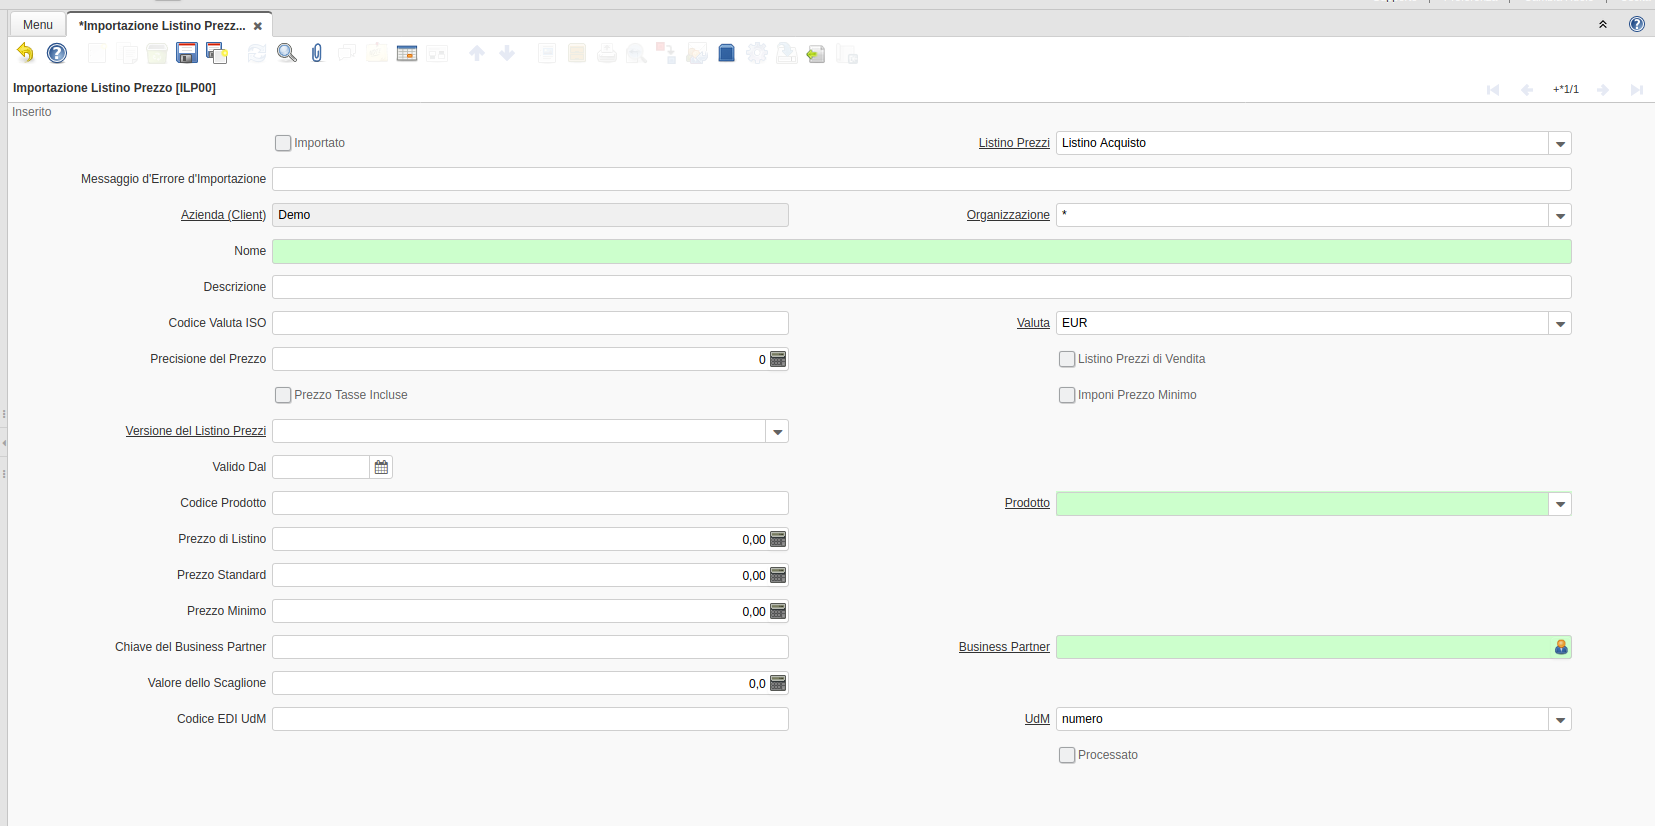 Menu
*Importazione Listino Prezz...
Importazione Listino Prezzo [ILP00]
+*1/1
Inserito
Importato
Listino Prezzi Listino Acquisto
Messaggio d'Errore d'Importazione
Azienda (Client) Demo
Organizzazione *
Nome
Descrizione
Codice Valuta ISO
Valuta EUR
Precisione del Prezzo 0
Listino Prezzi di Vendita
Prezzo Tasse Incluse
Imponi Prezzo Minimo
Versione del Listino Prezzi
Valido Dal
Codice Prodotto
Prodotto
Prezzo di Listino 0,00
Prezzo Standard 0,00
Prezzo Minimo 0,00
Chiave del Business Partner
Business Partner
Valore dello Scaglione 0,0
Codice EDI UdM
UdM numero
Processato